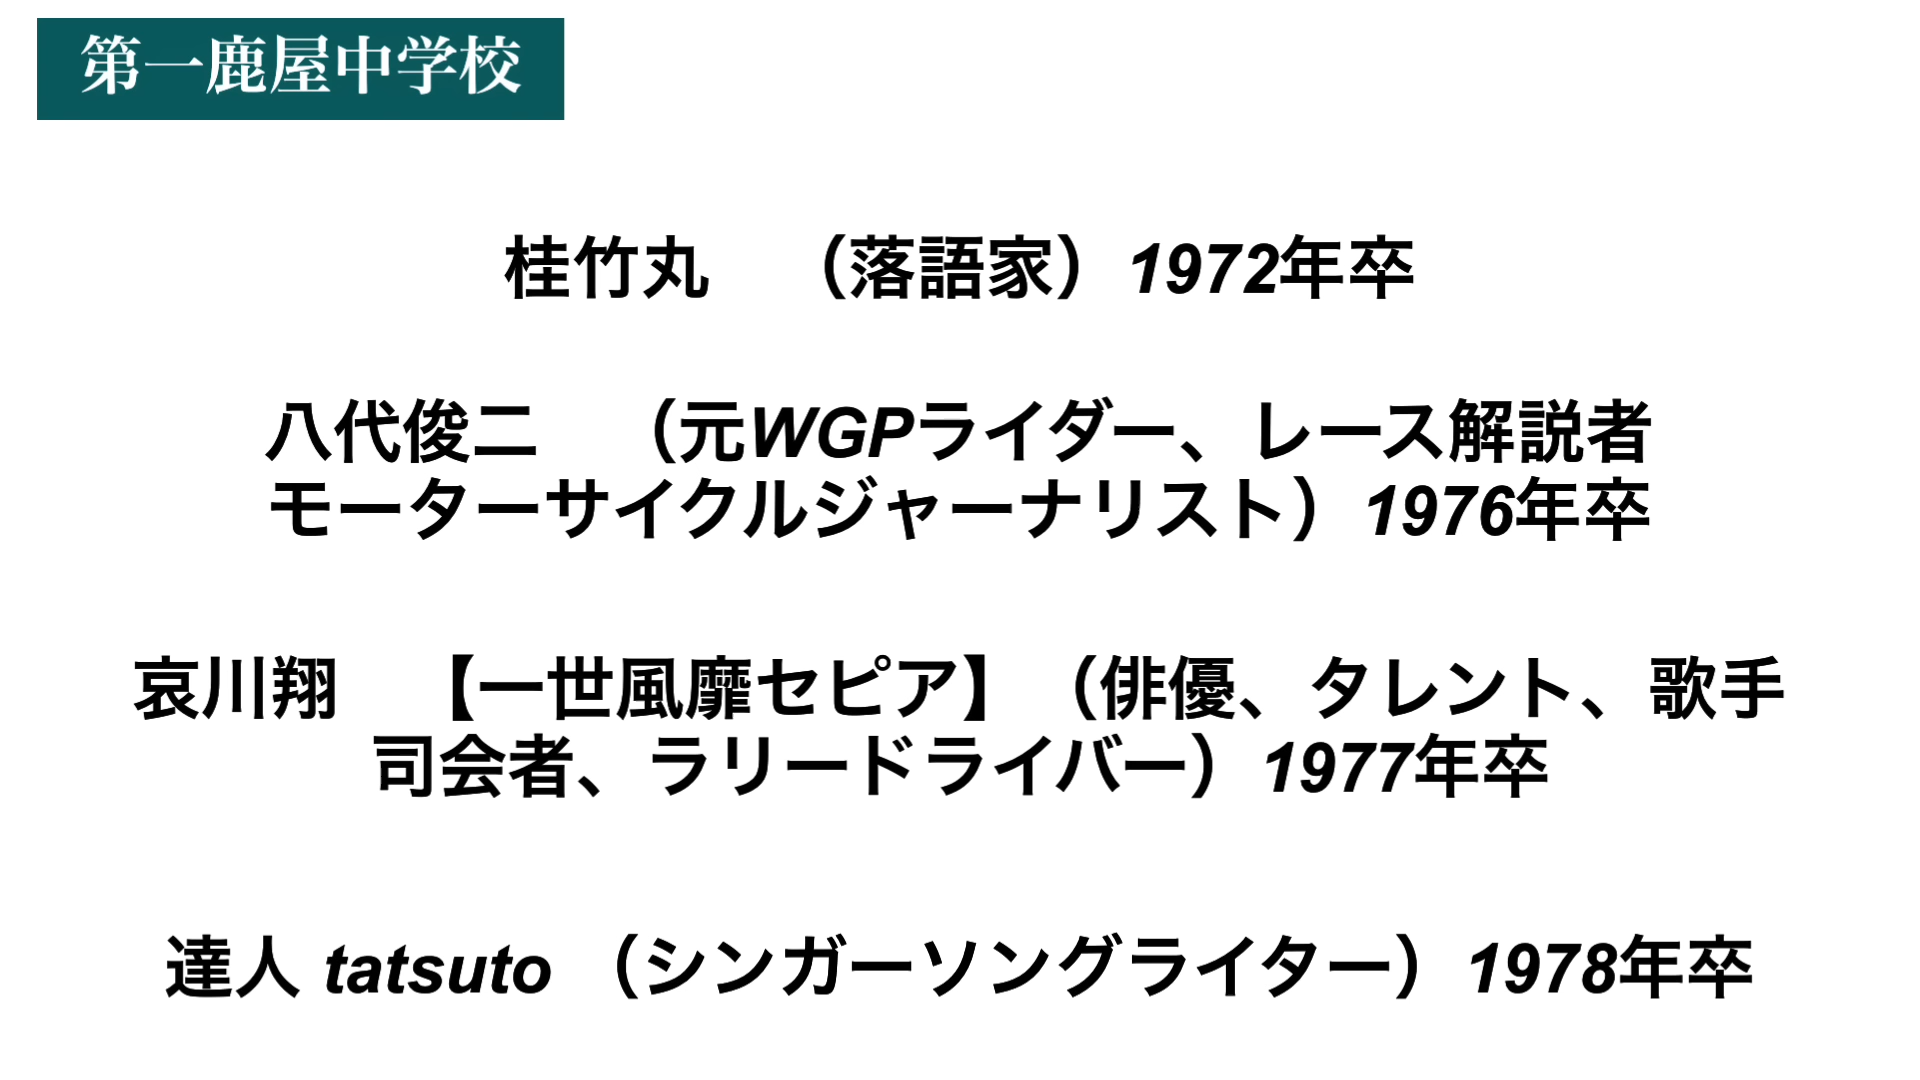 第一鹿屋中学校
桂竹丸　（落語家）1972年卒
八代俊二　（元WGPライダー、レース解説者
モーターサイクルジャーナリスト）1976年卒
哀川翔　【一世風靡セピア】（俳優、タレント、歌手
司会者、ラリードライバー）1977年卒
達人 tatsuto （シンガーソングライター）1978年卒